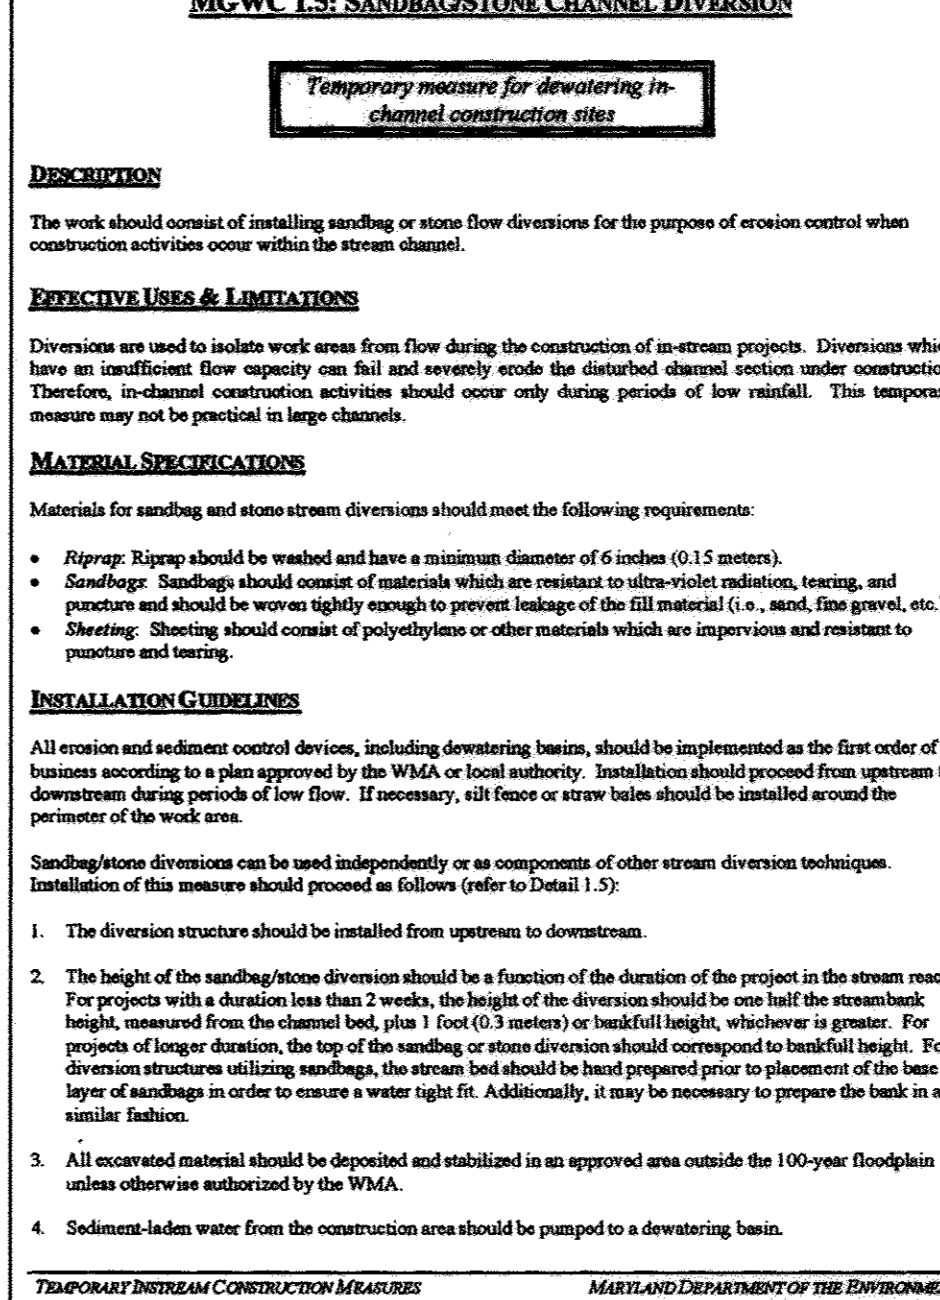 MGWC 1.5: SANDBAG/STONE CHANNEL DIVERSION
Temporary measure for dewatering in-
channel construction sites
DESCRIPTION
The work should consist of installing sandbag or stone flow diversions for the purpose of erosion control when
construction activities occur within the stream channel.
EFFECTIVE USES & LIMITATIONS
Diversions are used to isolate work areas from flow during the construction of in-stream projects. Diversions whic
have an insufficient flow capacity can fail and severely erode the disturbed channel section under constructio
Therefore, in-channel construction activities should occur only during periods of low rainfall. This temporar
measure may not be practical in large channels.
MATERIAL SPECIFICATIONS
Materials for sandbag and stone stream diversions should meet the following requirements:
• Riprap: Riprap should be washed and have a minimum diameter of 6 inches (0.15 meters).
• Sandbags: Sandbags should consist of materials which are resistant to ultra-violet radiation, tearing, and
puncture and should be woven tightly enough to prevent leakage of the fill material (i.e., sand, fine gravel, etc.
• Sheeting: Sheeting should consist of polyethylene or other materials which are impervious and resistant to
puncture and tearing.
INSTALLATION GUIDELINES
All erosion and sediment control devices, including dewatering basins, should be implemented as the first order of
business according to a plan approved by the WMA or local authority. Installation should proceed from upstream
downstream during periods of low flow. If necessary, silt fence or straw bales should be installed around the
perimeter of the work area.
Sandbag/stone diversions can be used independently or as components of other stream diversion techniques.
Installation of this measure should proceed as follows (refer to Detail 1.5):
1. The diversion structure should be installed from upstream to downstream.
2. The height of the sandbag/stone diversion should be a function of the duration of the project in the stream reac
For projects with a duration less than 2 weeks, the height of the diversion should be one half the streambank
height, measured from the channel bed, plus 1 foot (0.3 meters) or bankfull height, whichever is greater. For
projects of longer duration, the top of the sandbag or stone diversion should correspond to bankfull height. Fo
diversion structures utilizing sandbags, the stream bed should be hand prepared prior to placement of the base
layer of sandbags in order to ensure a water tight fit. Additionally, it may be necessary to prepare the bank in a
similar fashion.
3. All excavated material should be deposited and stabilized in an approved area outside the 100-year floodplain
unless otherwise authorized by the WMA.
4. Sediment-laden water from the construction area should be pumped to a dewatering basin.
TEMPORARY INSTREAM CONSTRUCTION MEASURES
MARYLAND DEPARTMENT OF THE ENVIRONME